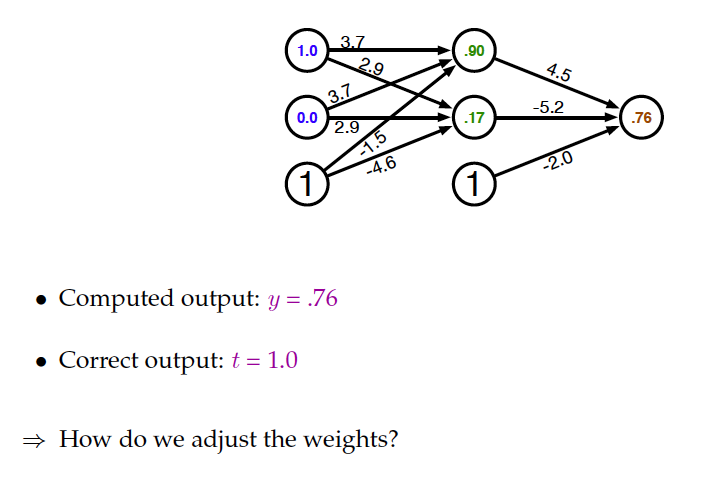 1.0 3.7 .90
2.9 4.5
3.7
0.0 2.9 .17 -5.2 .76
-1.5
-4.6 -2.0
1 1
• Computed output: y = .76
• Correct output: t = 1.0
⇒ How do we adjust the weights?